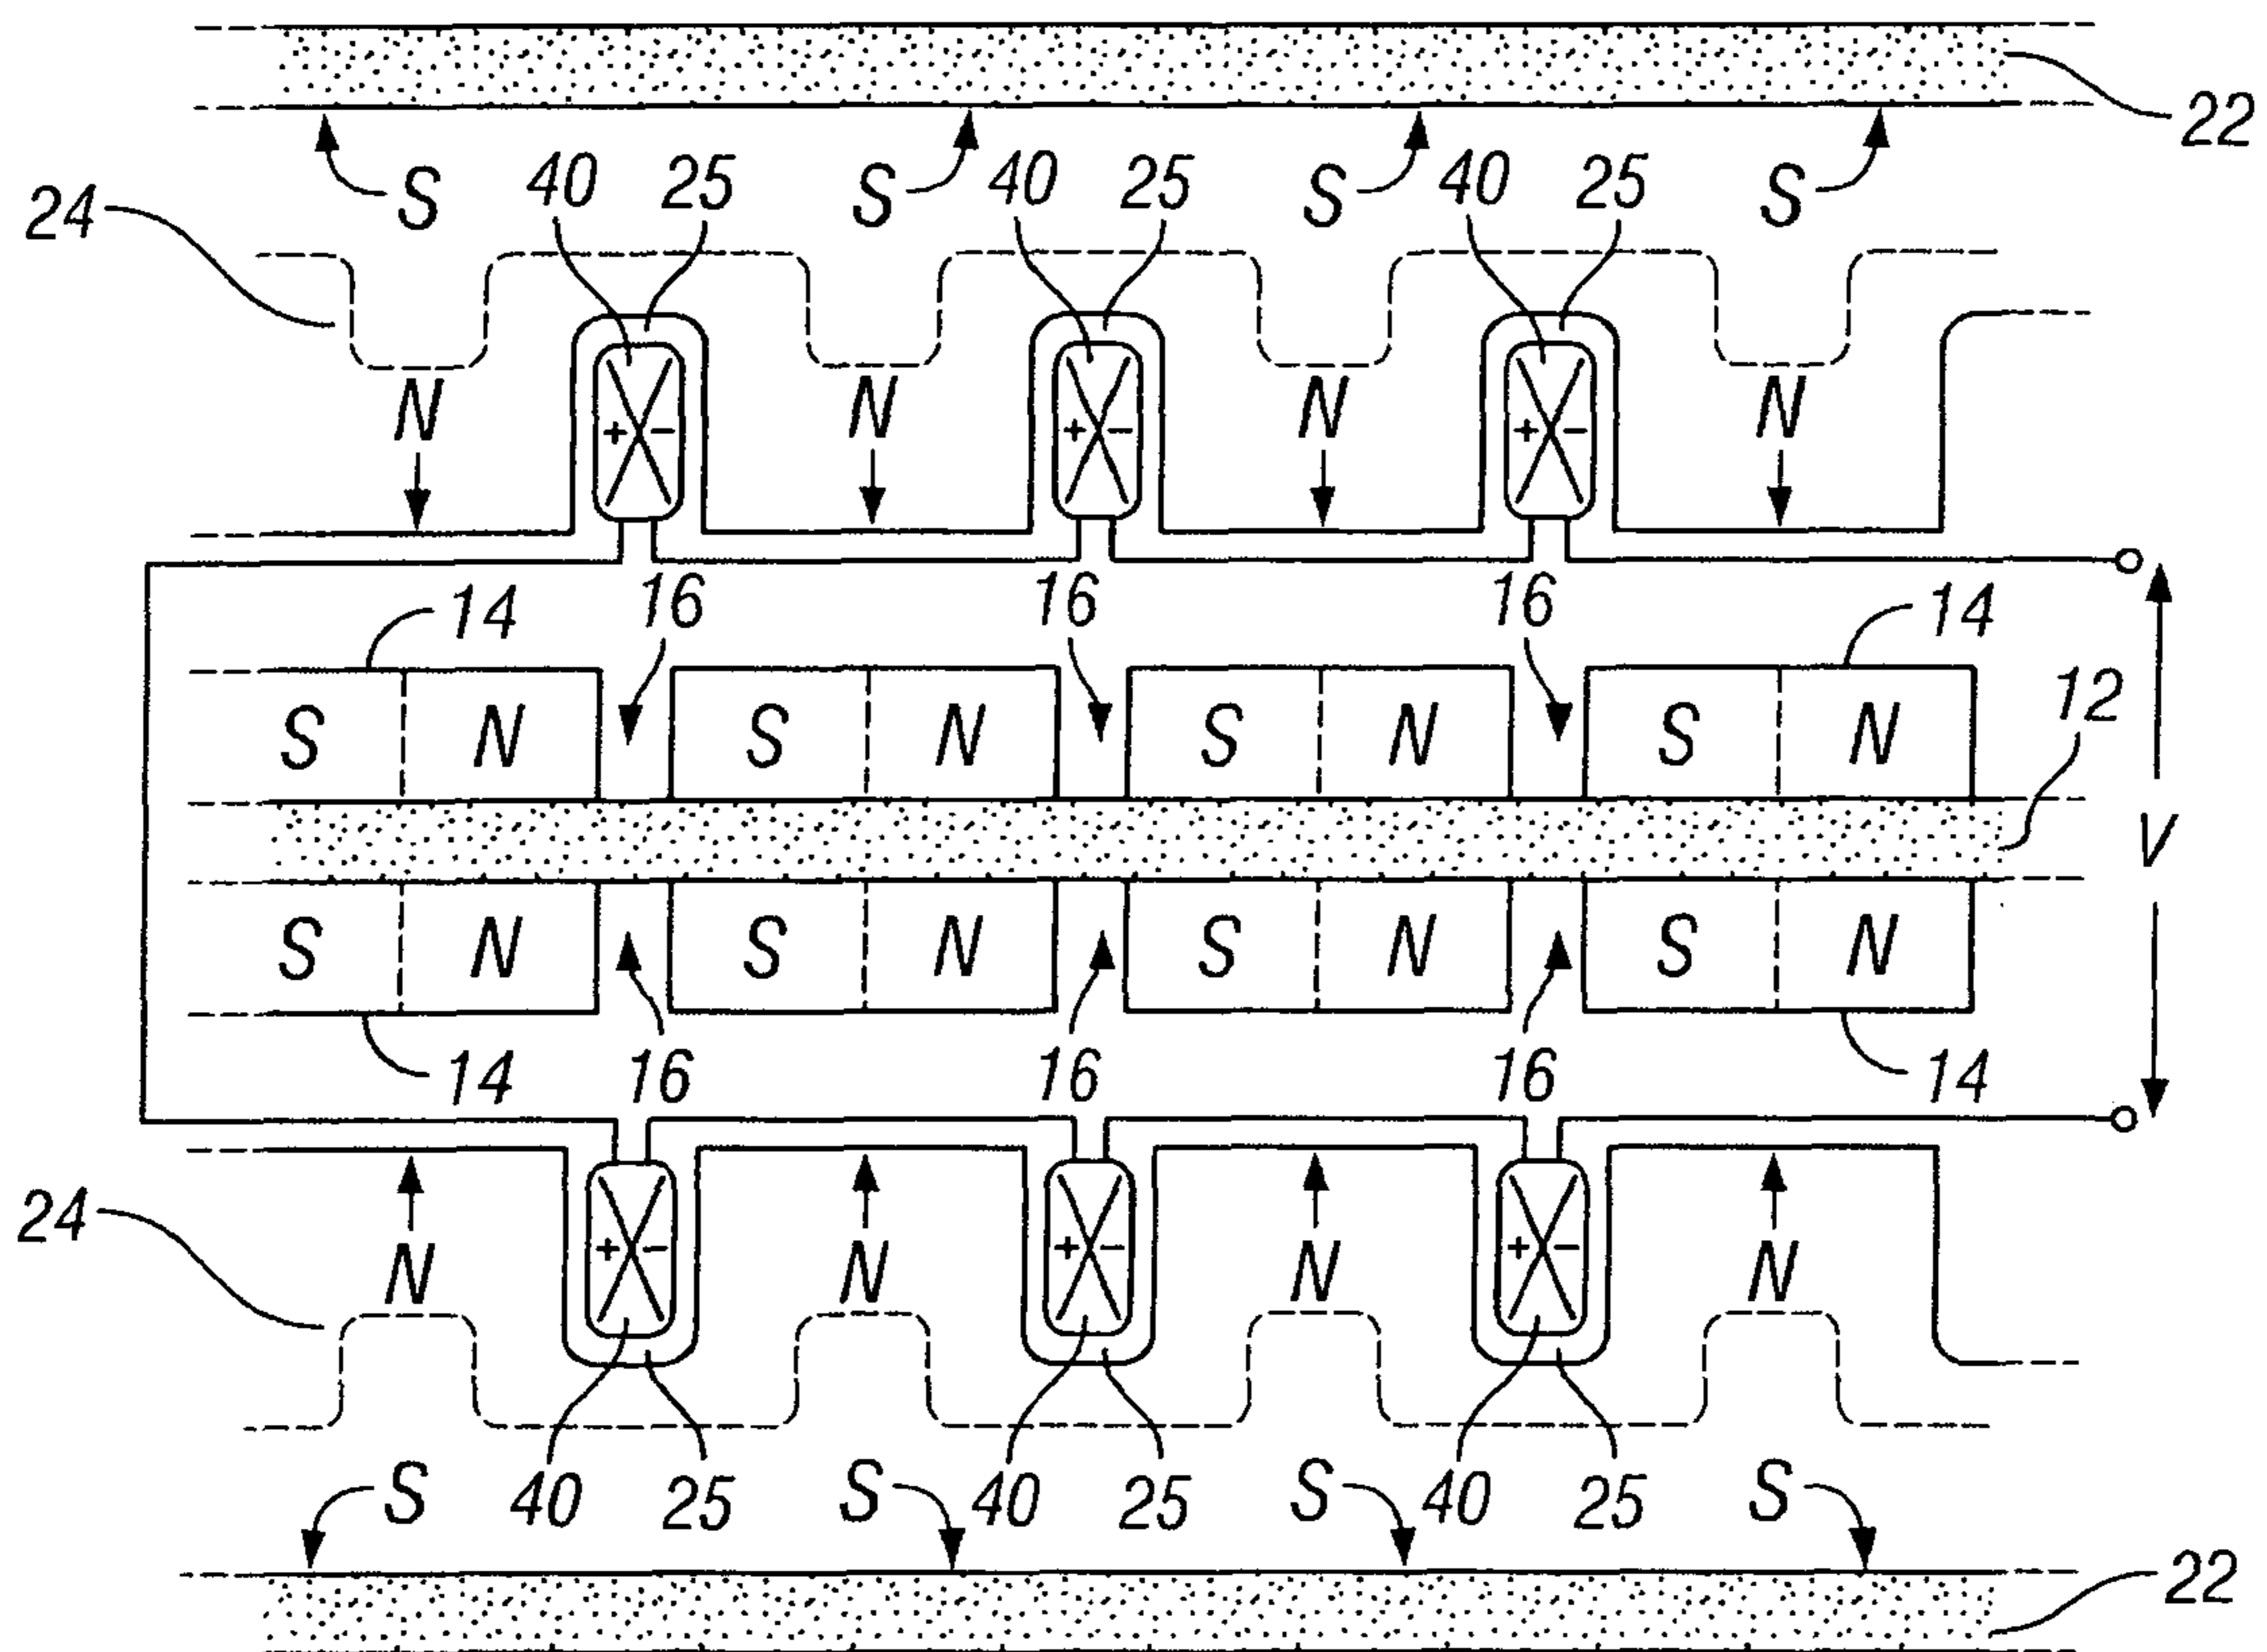 22
S S S S
40 25 40 25 40 25
24
N N N N
+ - + - + -
16 16 16
14 14
12
S N S N S N S N
V
S N S N S N S N
14 16 16 16 14
+ - + - + -
24
N N N N
S S S S
40 25 40 25 40 25
22